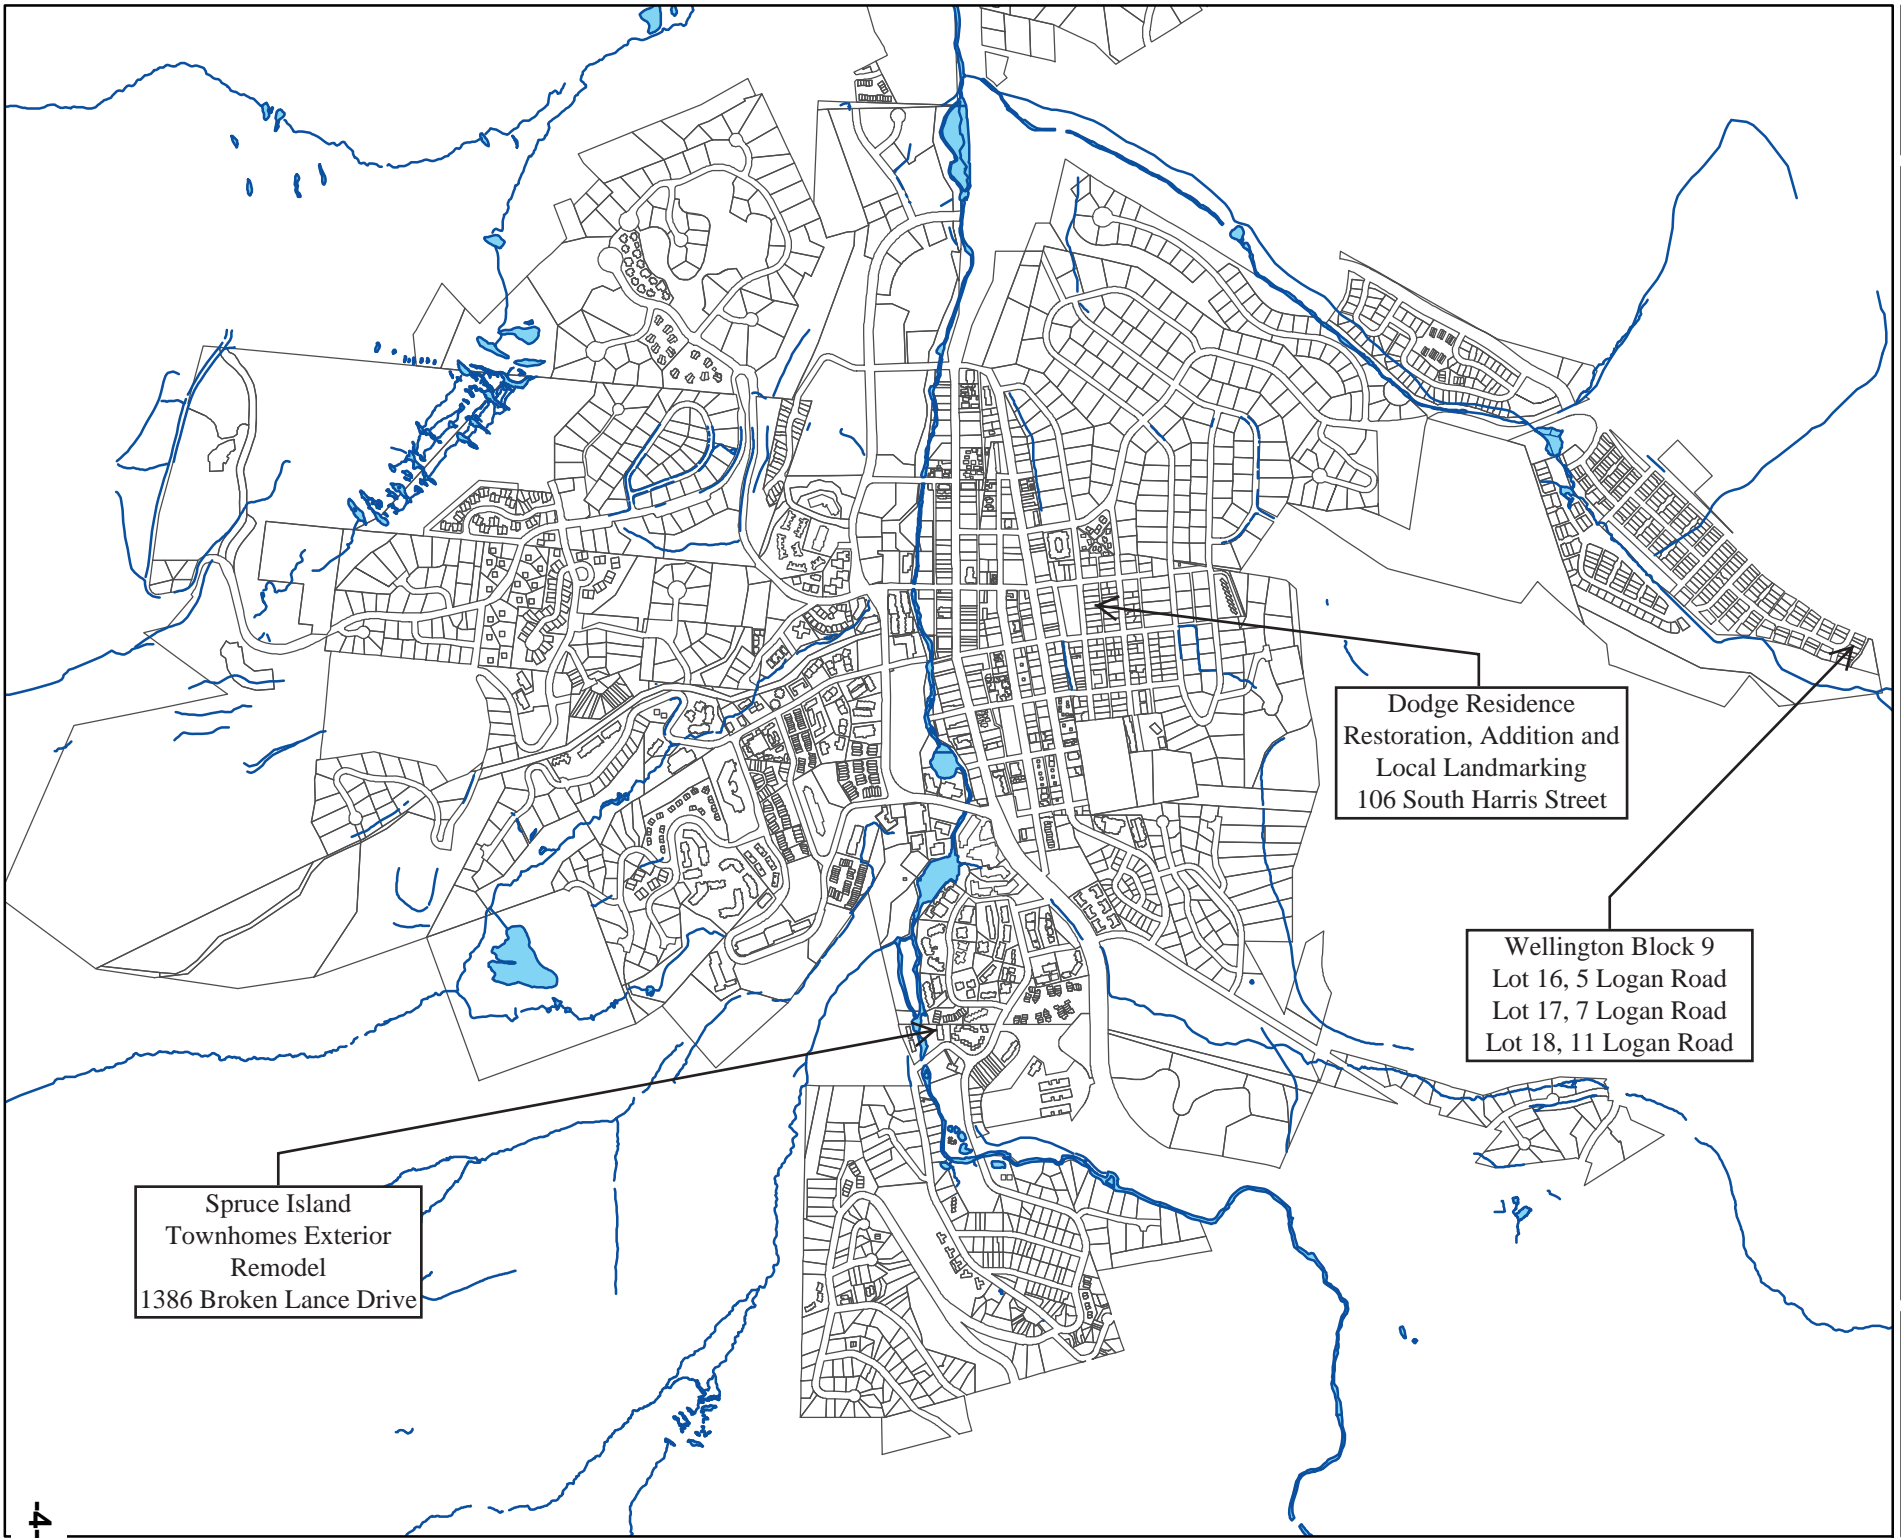 Dodge Residence
Restoration, Addition and
Local Landmarking
106 South Harris Street
Wellington Block 9
Lot 16, 5 Logan Road
Lot 17, 7 Logan Road
Lot 18, 11 Logan Road
Spruce Island
Townhomes Exterior
Remodel
1386 Broken Lance Drive
-4-